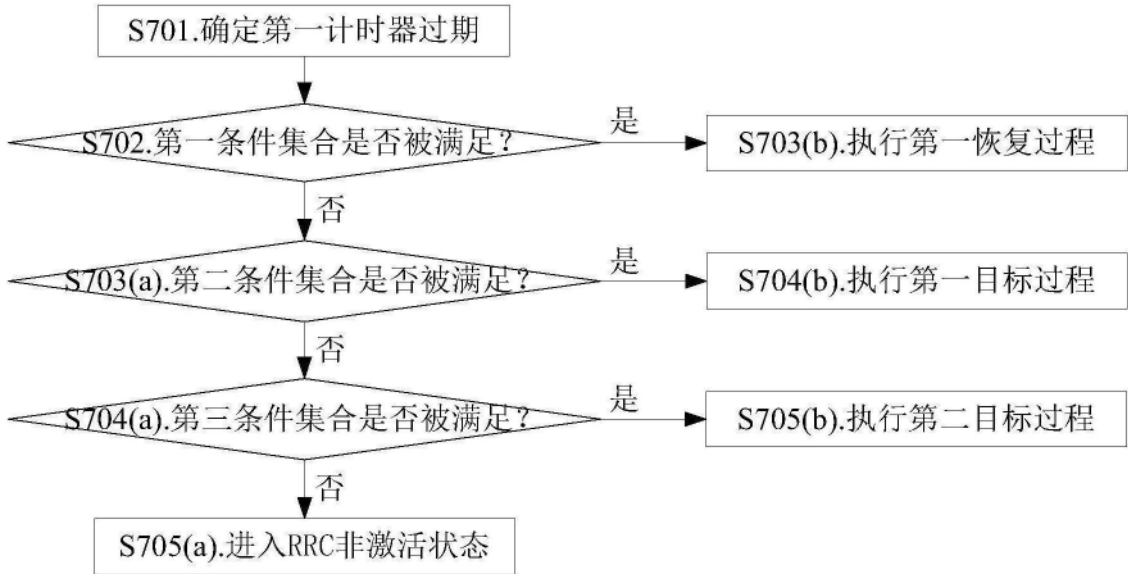 S701.确定第一计时器过期
S702.第一条件集合是否被满足?
是
S703(b).执行第一恢复过程
否
S703(a).第二条件集合是否被满足?
是
S704(b).执行第一目标过程
否
S704(a).第三条件集合是否被满足?
是
S705(b).执行第二目标过程
否
S705(a).进入RRC非激活状态